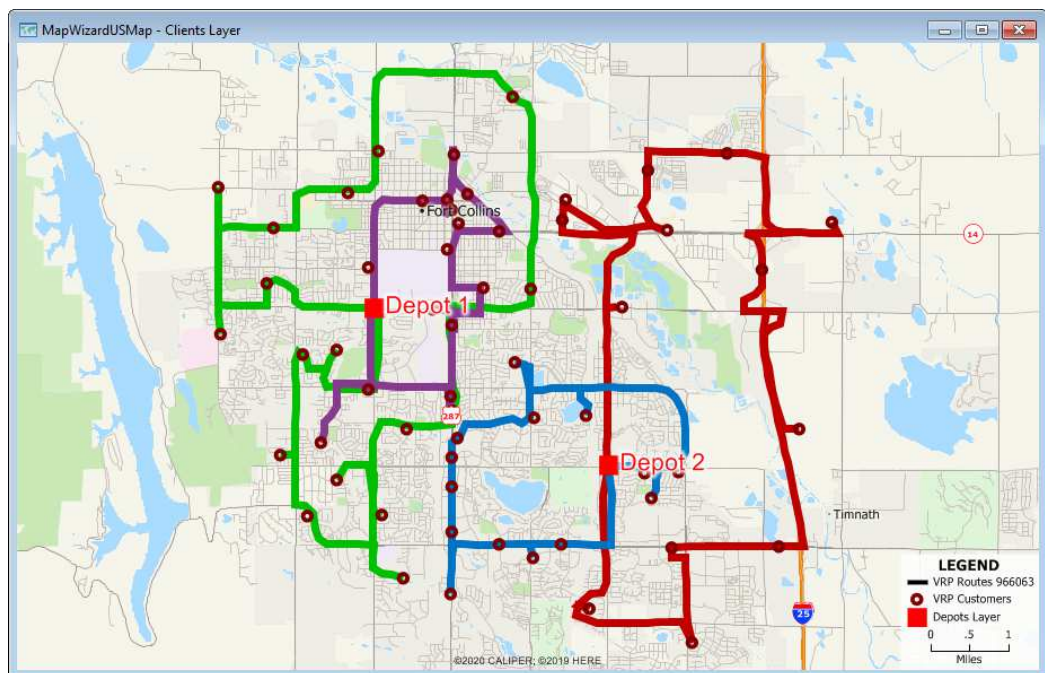 MapWizardUSMap - Clients Layer
Fort Collins
14
Depot 1
287
Depot 2
Timnath
LEGEND
VRP Routes 966063
VRP Customers
Depots Layer
0 .5 1
Miles
25
©2020 CALIPER; ©2019 HERE